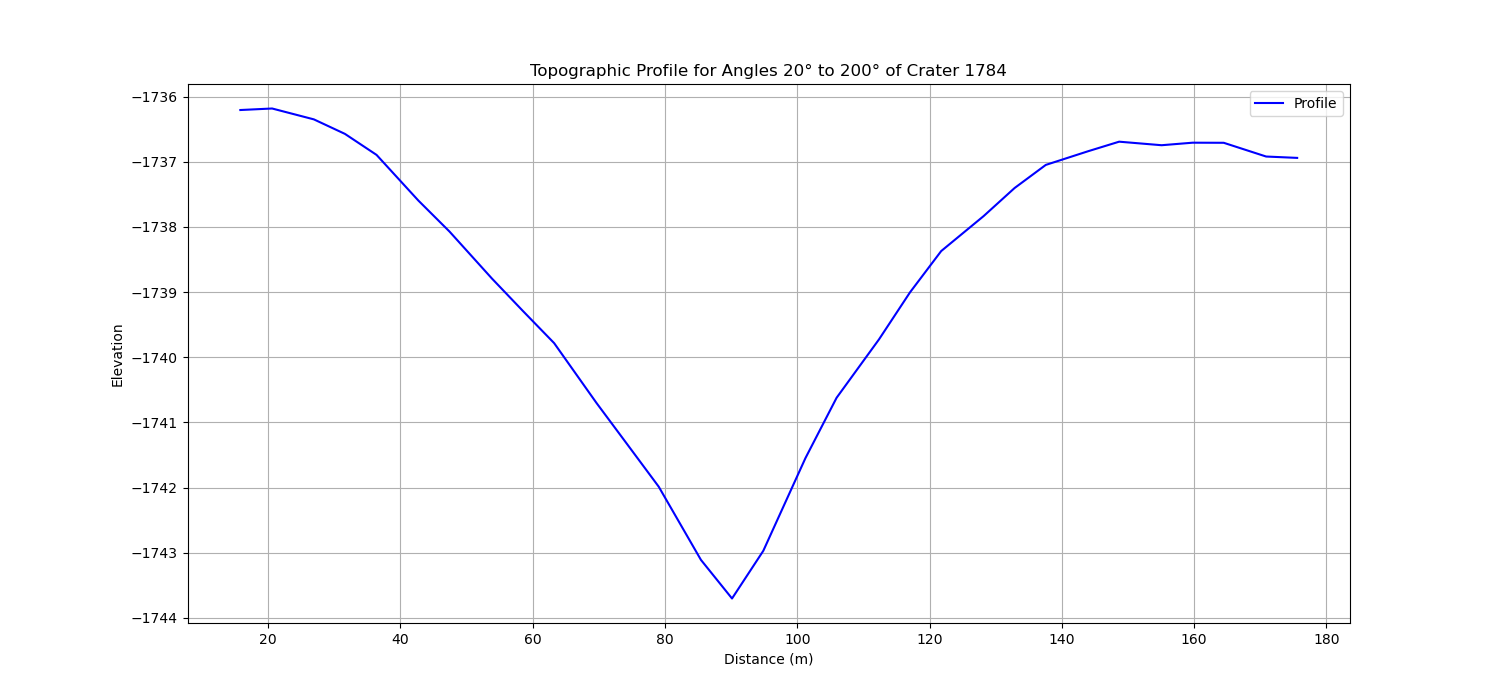 Topographic Profile for Angles 20° to 200° of Crater 1784
Profile
Elevation
−1736
−1737
−1738
−1739
−1740
−1741
−1742
−1743
−1744
20 40 60 80 100 120 140 160 180
Distance (m)